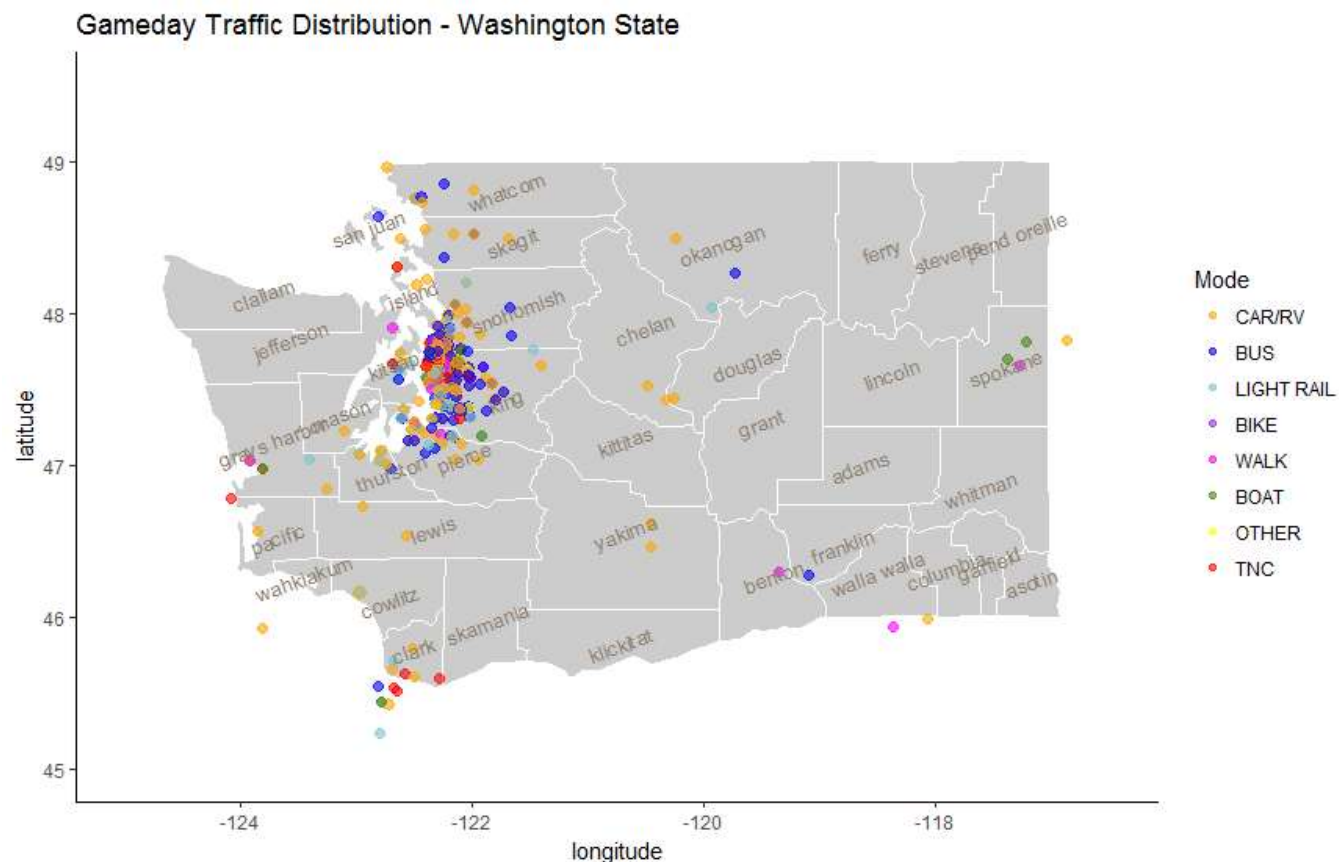 Gameday Traffic Distribution - Washington State
49
48
47
46
45
latitude
-124
-122
-120
-118
longitude
whatcom
san juan
skagit
okanogan
ferry
stevens
pend oreille
clallam
island
snohomish
jefferson
chelan
kitsap
douglas
lincoln
spokane
mason
king
grays harbor
grant
kittitas
thurston
pierce
adams
whitman
pacific
lewis
yakima
franklin
benton
walla walla
columbia
garfield
asotin
wahkiakum
cowlitz
skamania
clark
klickitat
Mode
CAR/RV
BUS
LIGHT RAIL
BIKE
WALK
BOAT
OTHER
TNC